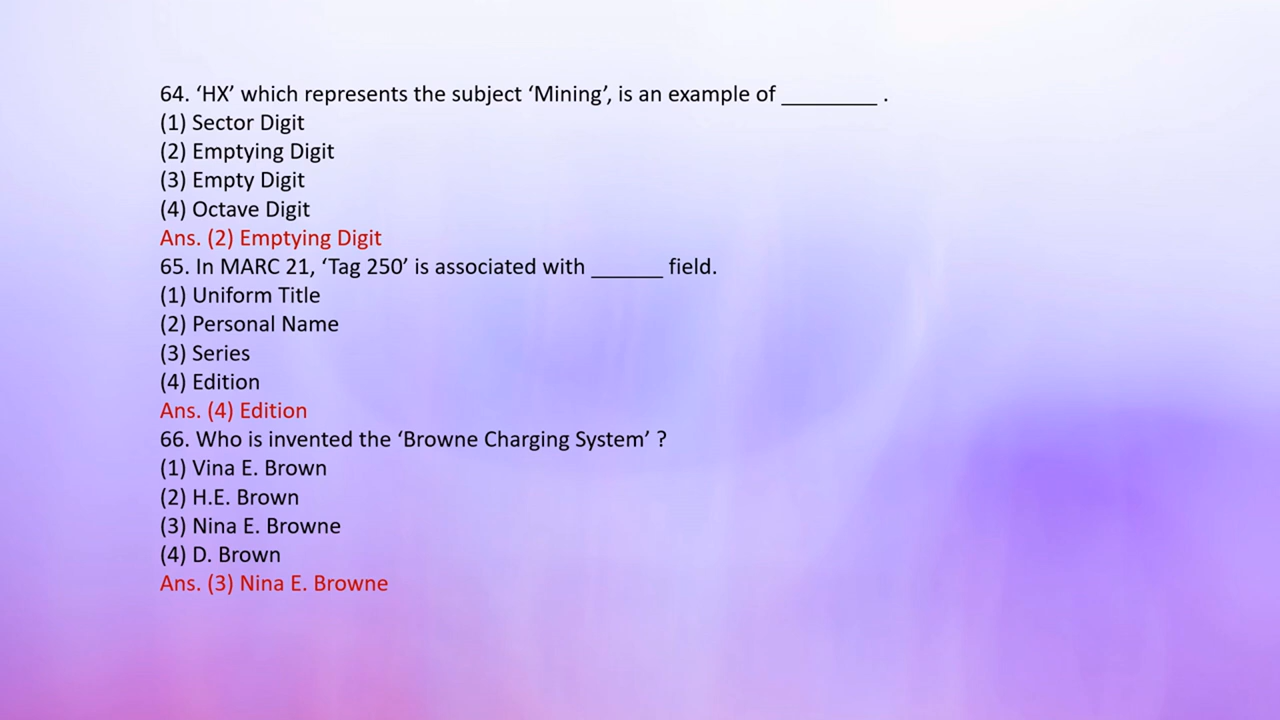 64. ‘HX’ which represents the subject ‘Mining’, is an example of ________ .
(1) Sector Digit
(2) Emptying Digit
(3) Empty Digit
(4) Octave Digit
Ans. (2) Emptying Digit
65. In MARC 21, ‘Tag 250’ is associated with ______ field.
(1) Uniform Title
(2) Personal Name
(3) Series
(4) Edition
Ans. (4) Edition
66. Who is invented the ‘Browne Charging System’ ?
(1) Vina E. Brown
(2) H.E. Brown
(3) Nina E. Browne
(4) D. Brown
Ans. (3) Nina E. Browne